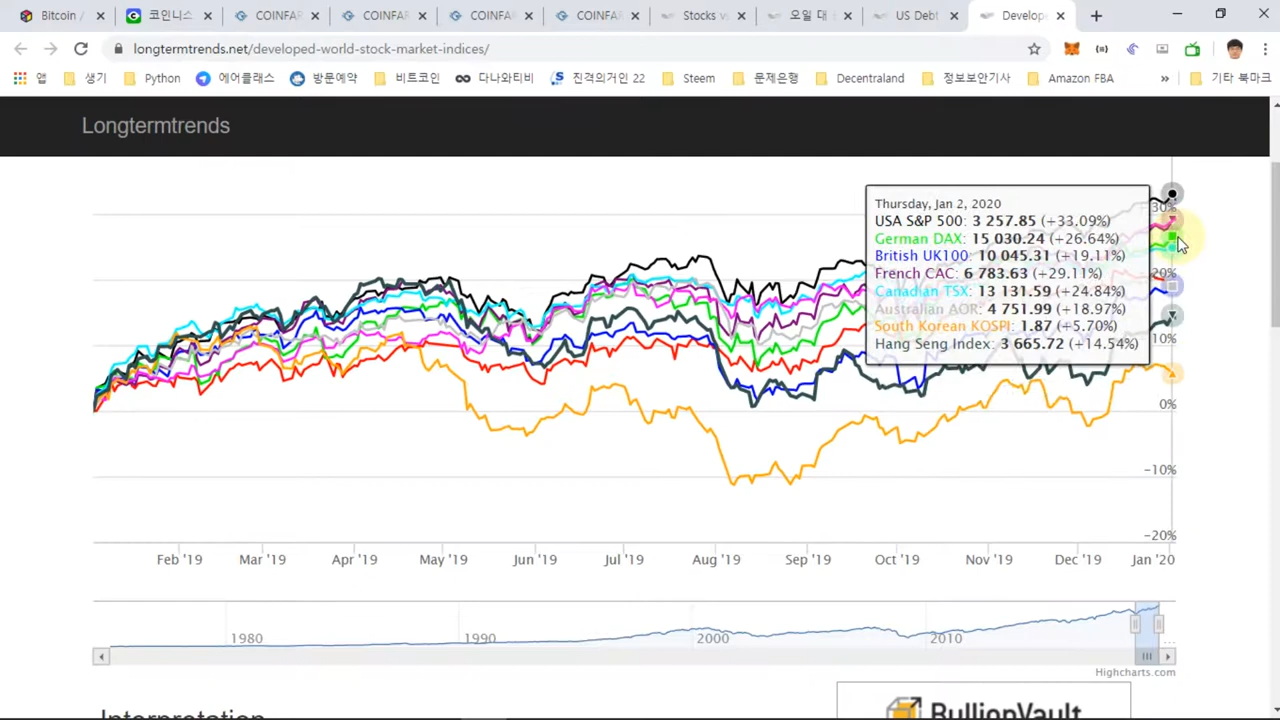 Bitcoin /
코인니스
COINFAR
COINFAR
COINFAR
COINFAR
Stocks vs
오일 대
US Debt
Develope
longtermtrends.net/developed-world-stock-market-indices/
앱
생기
Python
에어클래스
방문예약
비트코인
다나와티비
진격의거인 22
Steem
문제은행
Decentraland
정보보안기사
Amazon FBA
»
기타 북마크
Longtermtrends
Thursday, Jan 2, 2020
USA S&P 500: 3 257.85 (+33.09%)
German DAX: 15 030.24 (+26.64%)
British UK100: 10 045.31 (+19.11%)
French CAC: 6 783.63 (+29.11%)
Canadian TSX: 13 131.59 (+24.84%)
Australian AOR: 4 751.99 (+18.97%)
South Korean KOSPI: 1.87 (+5.70%)
Hang Seng Index: 3 665.72 (+14.54%)
30%
20%
10%
0%
-10%
-20%
Feb '19
Mar '19
Apr '19
May '19
Jun '19
Jul '19
Aug '19
Sep '19
Oct '19
Nov '19
Dec '19
Jan '20
1980
1990
2000
2010
...
Highcharts.com
Interpretation
BullionVault